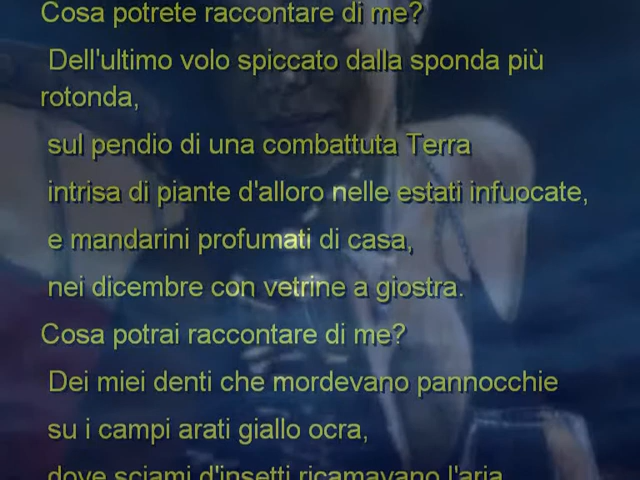 Cosa potrete raccontare di me?
Dell'ultimo volo spiccato dalla sponda più
rotonda,
sul pendio di una combattuta Terra
intrisa di piante d'alloro nelle estati infuocate,
e mandarini profumati di casa,
nei dicembre con vetrine a giostra.
Cosa potrai raccontare di me?
Dei miei denti che mordevano pannocchie
su i campi arati giallo ocra,
dove sciami d'insetti ricamavano l'aria